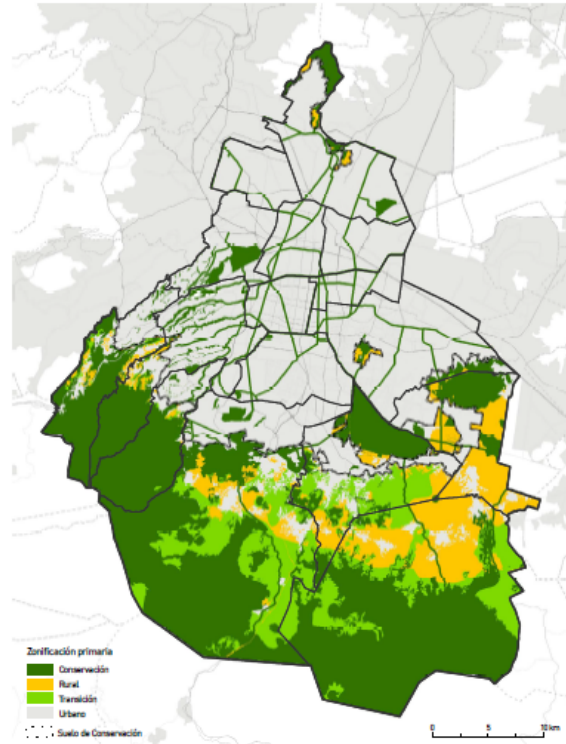 Zonificación primaria
Conservación
Rural
Transición
Urbano
Suelo de Conservación
0 5 10 km